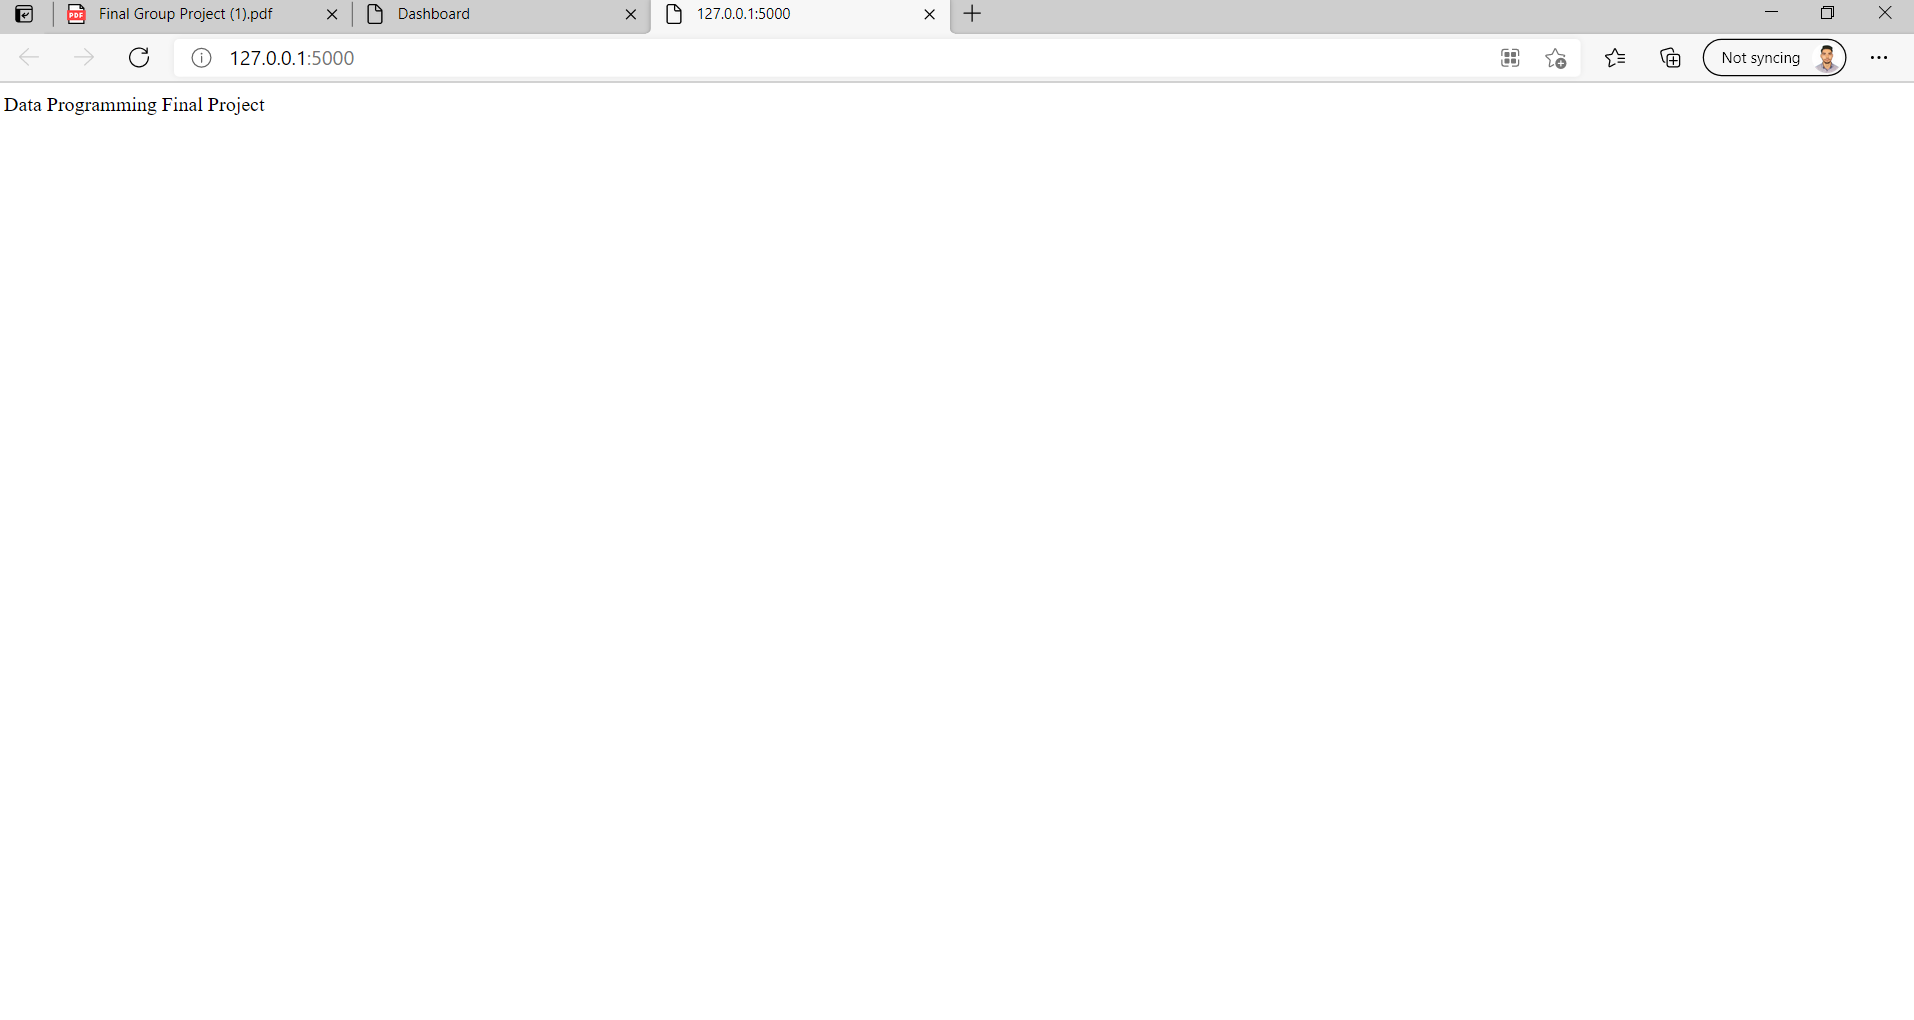 Final Group Project (1).pdf
Dashboard
127.0.0.1:5000
127.0.0.1:5000
Not syncing
Data Programming Final Project
PDF